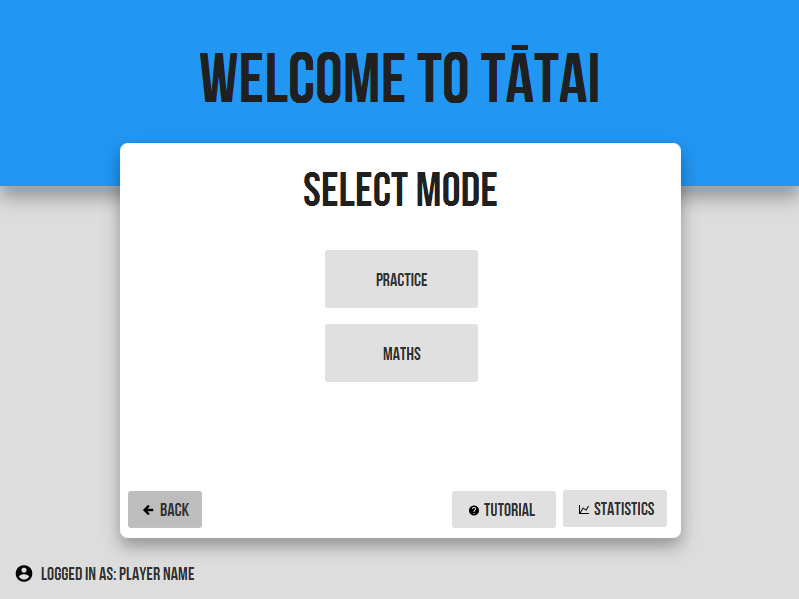 WELCOME TO TĀTAI
SELECT MODE
PRACTICE
MATHS
BACK
TUTORIAL
STATISTICS
LOGGED IN AS: PLAYER NAME